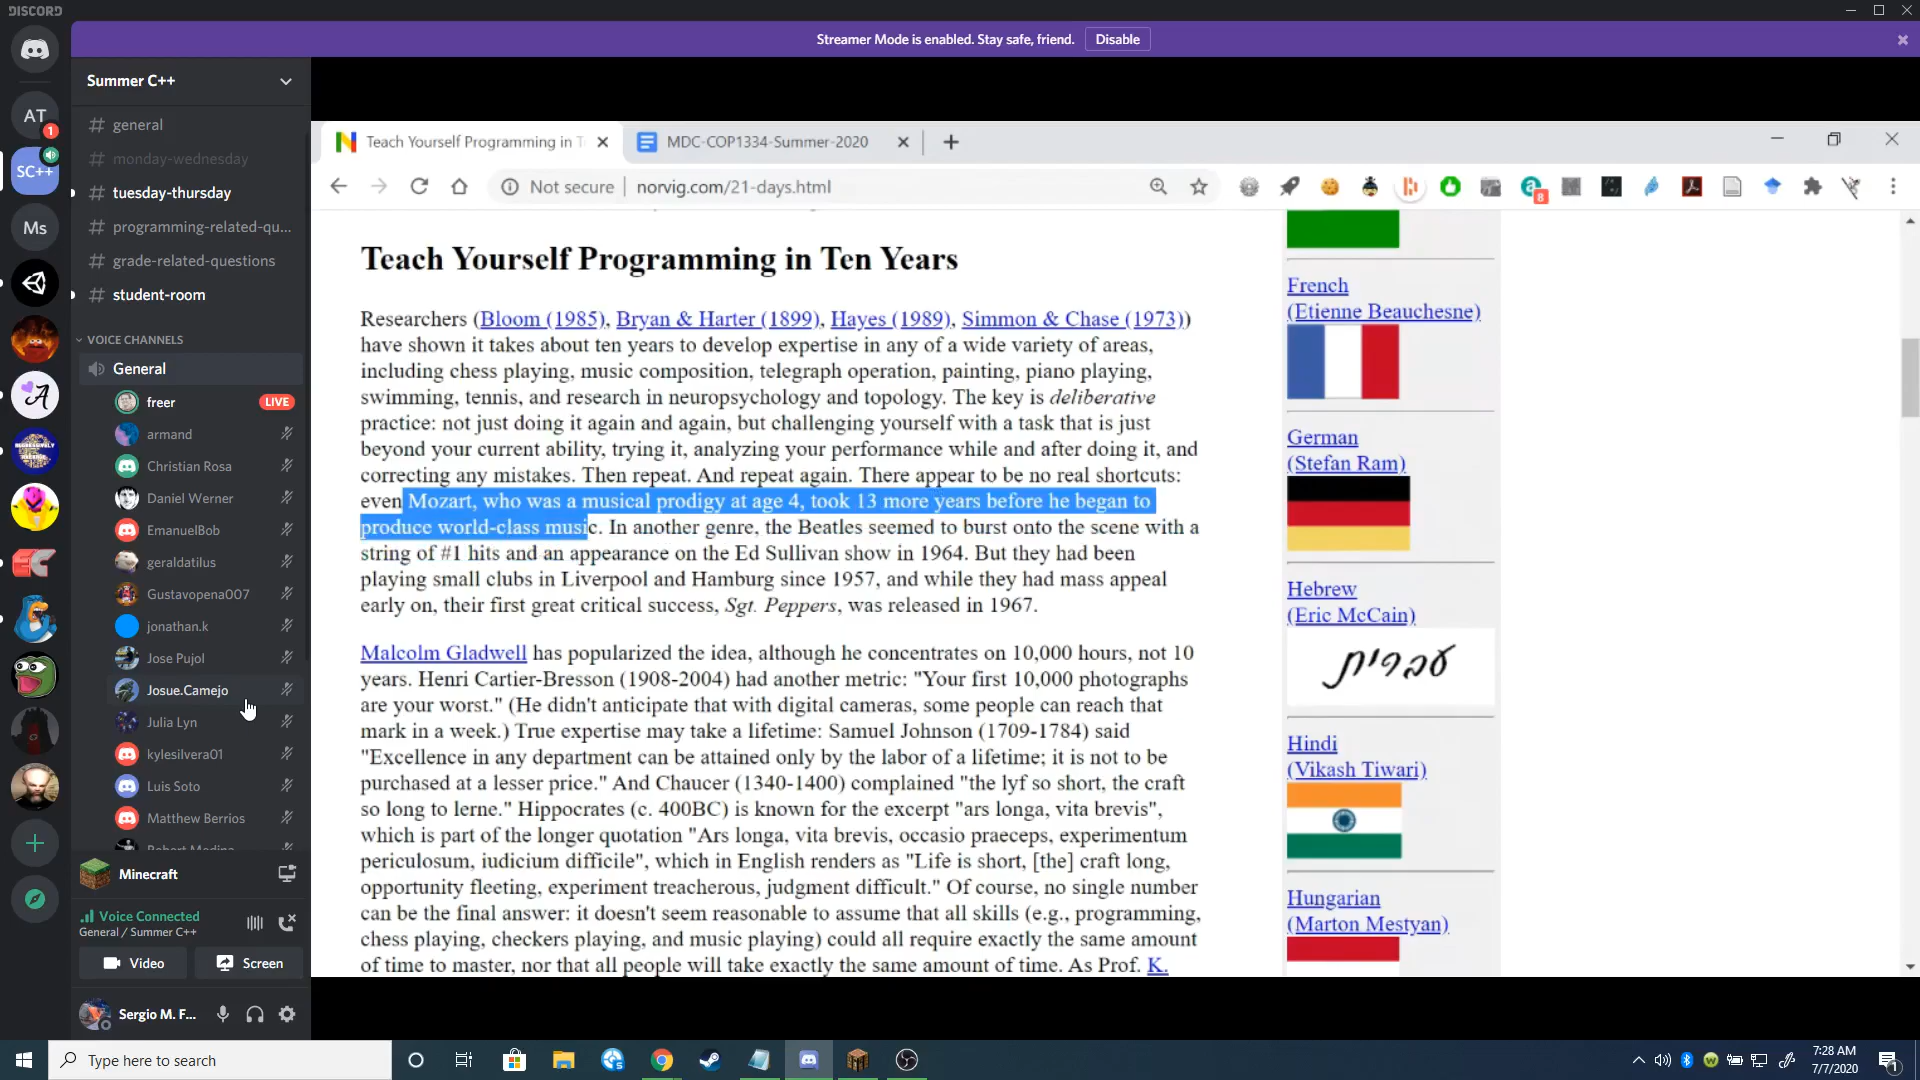 DISCORD
Streamer Mode is enabled. Stay safe, friend. Disable
AT
1
SC++
Ms
Summer C++
# general
# monday-wednesday
# tuesday-thursday
# programming-related-qu...
# grade-related-questions
# student-room
VOICE CHANNELS
General
freer LIVE
armand
Christian Rosa
Daniel Werner
EmanuelBob
geraldatilus
Gustavopena007
jonathan.k
Jose Pujol
Josue.Camejo
Julia Lyn
kylesilvera01
Luis Soto
Matthew Berrios
Robert Medina
Minecraft
Voice Connected
General / Summer C++
Video Screen
Sergio M. F...
Teach Yourself Programming in T
MDC-COP1334-Summer-2020
Not secure | norvig.com/21-days.html
8
Teach Yourself Programming in Ten Years
Researchers (Bloom (1985), Bryan & Harter (1899), Hayes (1989), Simmon & Chase (1973))
have shown it takes about ten years to develop expertise in any of a wide variety of areas,
including chess playing, music composition, telegraph operation, painting, piano playing,
swimming, tennis, and research in neuropsychology and topology. The key is deliberative
practice: not just doing it again and again, but challenging yourself with a task that is just
beyond your current ability, trying it, analyzing your performance while and after doing it, and
correcting any mistakes. Then repeat. And repeat again. There appear to be no real shortcuts:
even Mozart, who was a musical prodigy at age 4, took 13 more years before he began to
produce world-class music. In another genre, the Beatles seemed to burst onto the scene with a
string of #1 hits and an appearance on the Ed Sullivan show in 1964. But they had been
playing small clubs in Liverpool and Hamburg since 1957, and while they had mass appeal
early on, their first great critical success, Sgt. Peppers, was released in 1967.
Malcolm Gladwell has popularized the idea, although he concentrates on 10,000 hours, not 10
years. Henri Cartier-Bresson (1908-2004) had another metric: "Your first 10,000 photographs
are your worst." (He didn't anticipate that with digital cameras, some people can reach that
mark in a week.) True expertise may take a lifetime: Samuel Johnson (1709-1784) said
"Excellence in any department can be attained only by the labor of a lifetime; it is not to be
purchased at a lesser price." And Chaucer (1340-1400) complained "the lyf so short, the craft
so long to lerne." Hippocrates (c. 400BC) is known for the excerpt "ars longa, vita brevis",
which is part of the longer quotation "Ars longa, vita brevis, occasio praeceps, experimentum
periculosum, iudicium difficile", which in English renders as "Life is short, [the] craft long,
opportunity fleeting, experiment treacherous, judgment difficult." Of course, no single number
can be the final answer: it doesn't seem reasonable to assume that all skills (e.g., programming,
chess playing, checkers playing, and music playing) could all require exactly the same amount
of time to master, nor that all people will take exactly the same amount of time. As Prof. K.
French
(Etienne Beauchesne)
German
(Stefan Ram)
Hebrew
(Eric McCain)
עברית
Hindi
(Vikash Tiwari)
Hungarian
(Marton Mestyan)
Type here to search
7:28 AM
7/7/2020
1